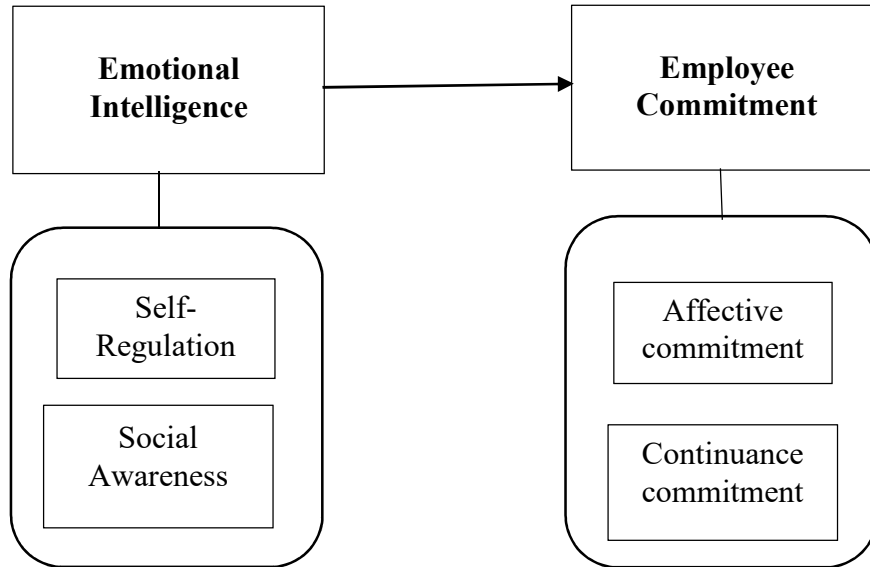 Emotional
Intelligence
Employee
Commitment
Self-
Regulation
Social
Awareness
Affective
commitment
Continuance
commitment